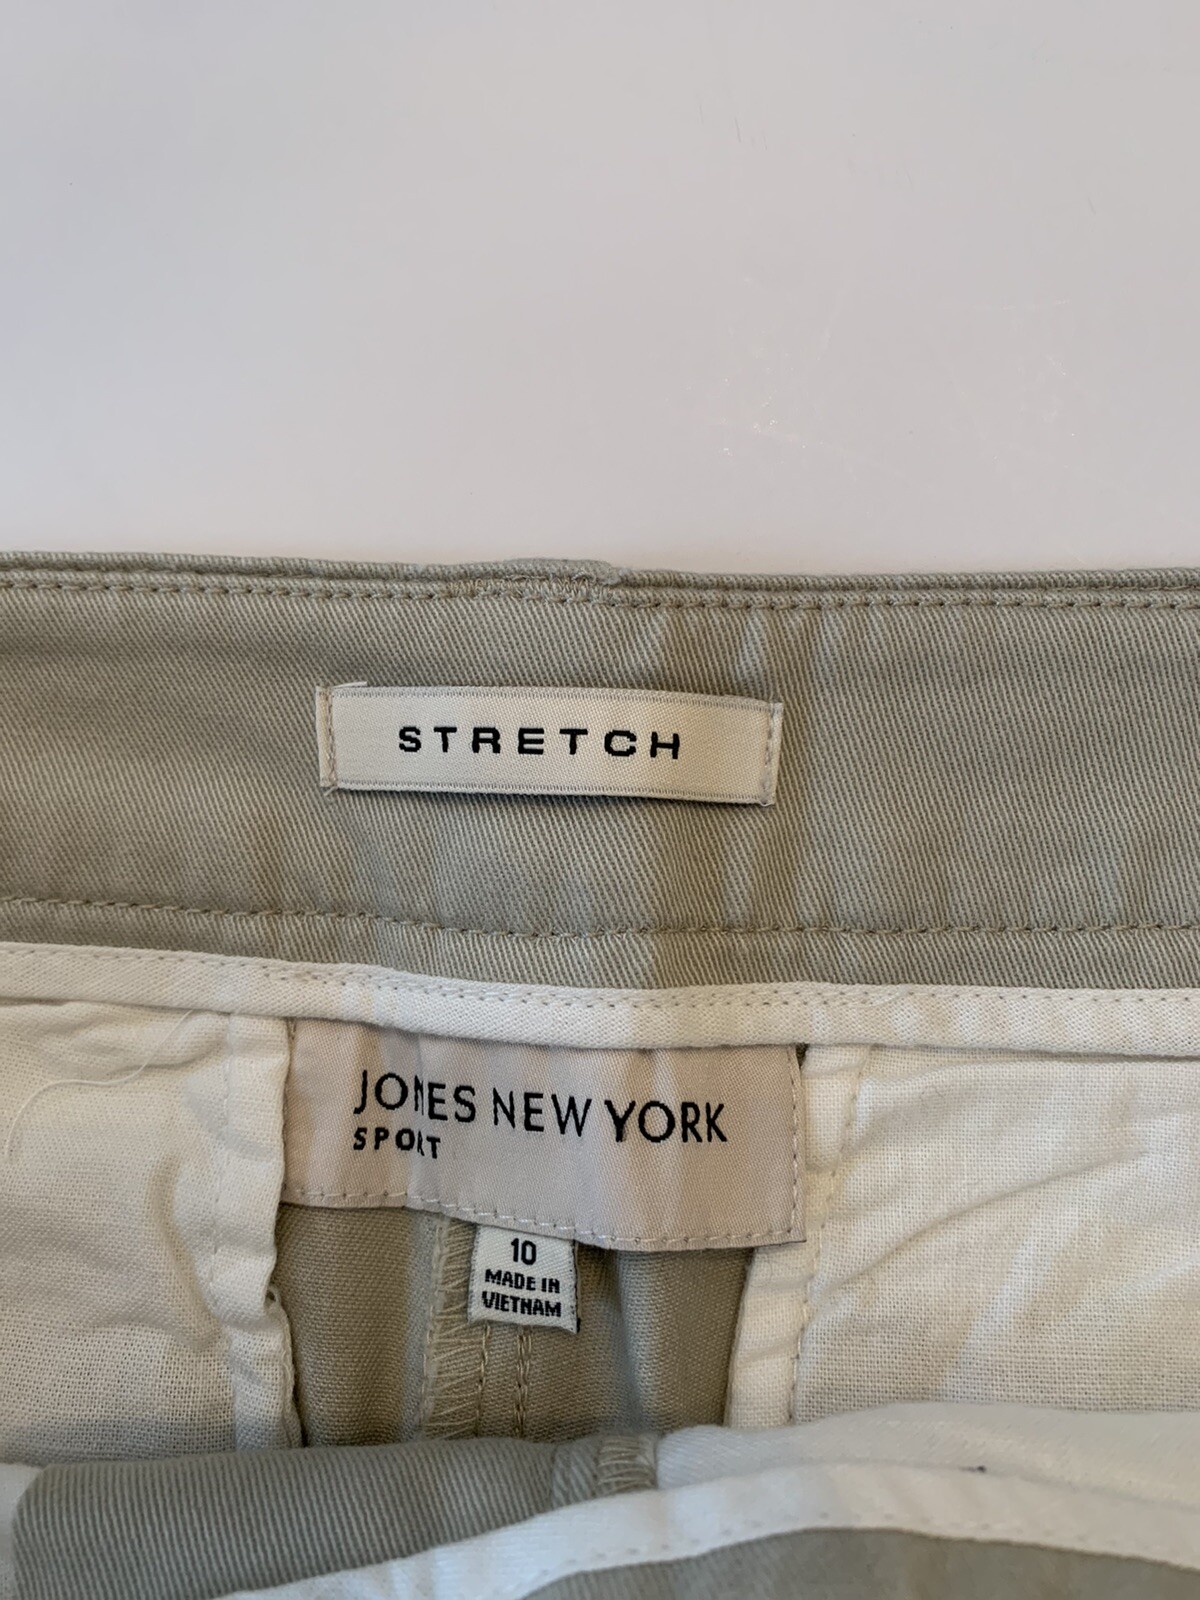 STRETCH
JONES NEW YORK
SPORT
10
MADE IN
VIETNAM